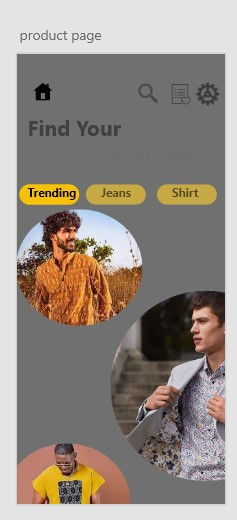 product page
Find Your
Trending
Jeans
Shirt